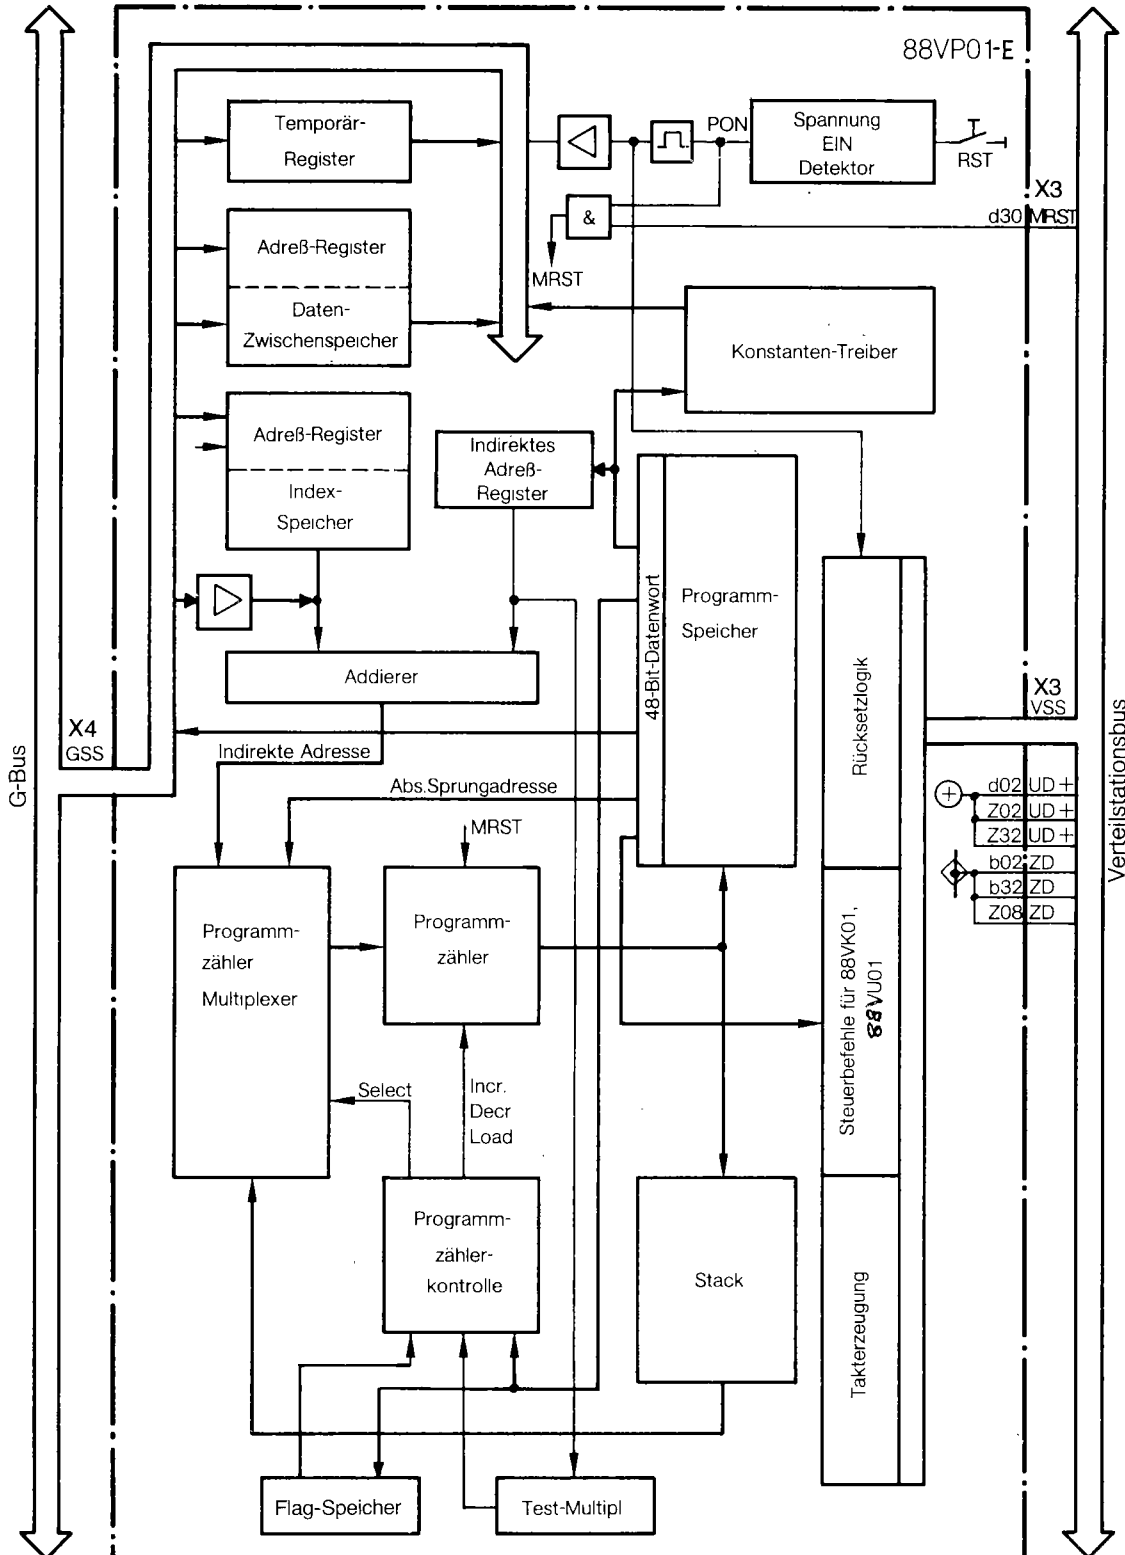 88VP01-E
Temporär-
Register
PON
Spannung
EIN
Detektor
RST
X3
d30 MRST
&
MRST
Adreß-Register
Daten-
Zwischenspeicher
Konstanten-Treiber
Adreß-Register
Index-
Speicher
Indirektes
Adreß-
Register
48-Bit-Datenwort
Programm-
Speicher
Addierer
X4
GSS
G-Bus
Indirekte Adresse
Abs.Sprungadresse
MRST
Rücksetzlogik
X3
VSS
Verteilstationsbus
d02 UD+
Z02 UD+
Z32 UD+
b02 ZD
b32 ZD
Z08 ZD
Programm-
zähler
Multiplexer
Programm-
zähler
Steuerbefehle für 88VK01,
88VU01
Select
Incr.
Decr
Load
Programm-
zähler-
kontrolle
Stack
Takterzeugung
Flag-Speicher
Test-Multipl